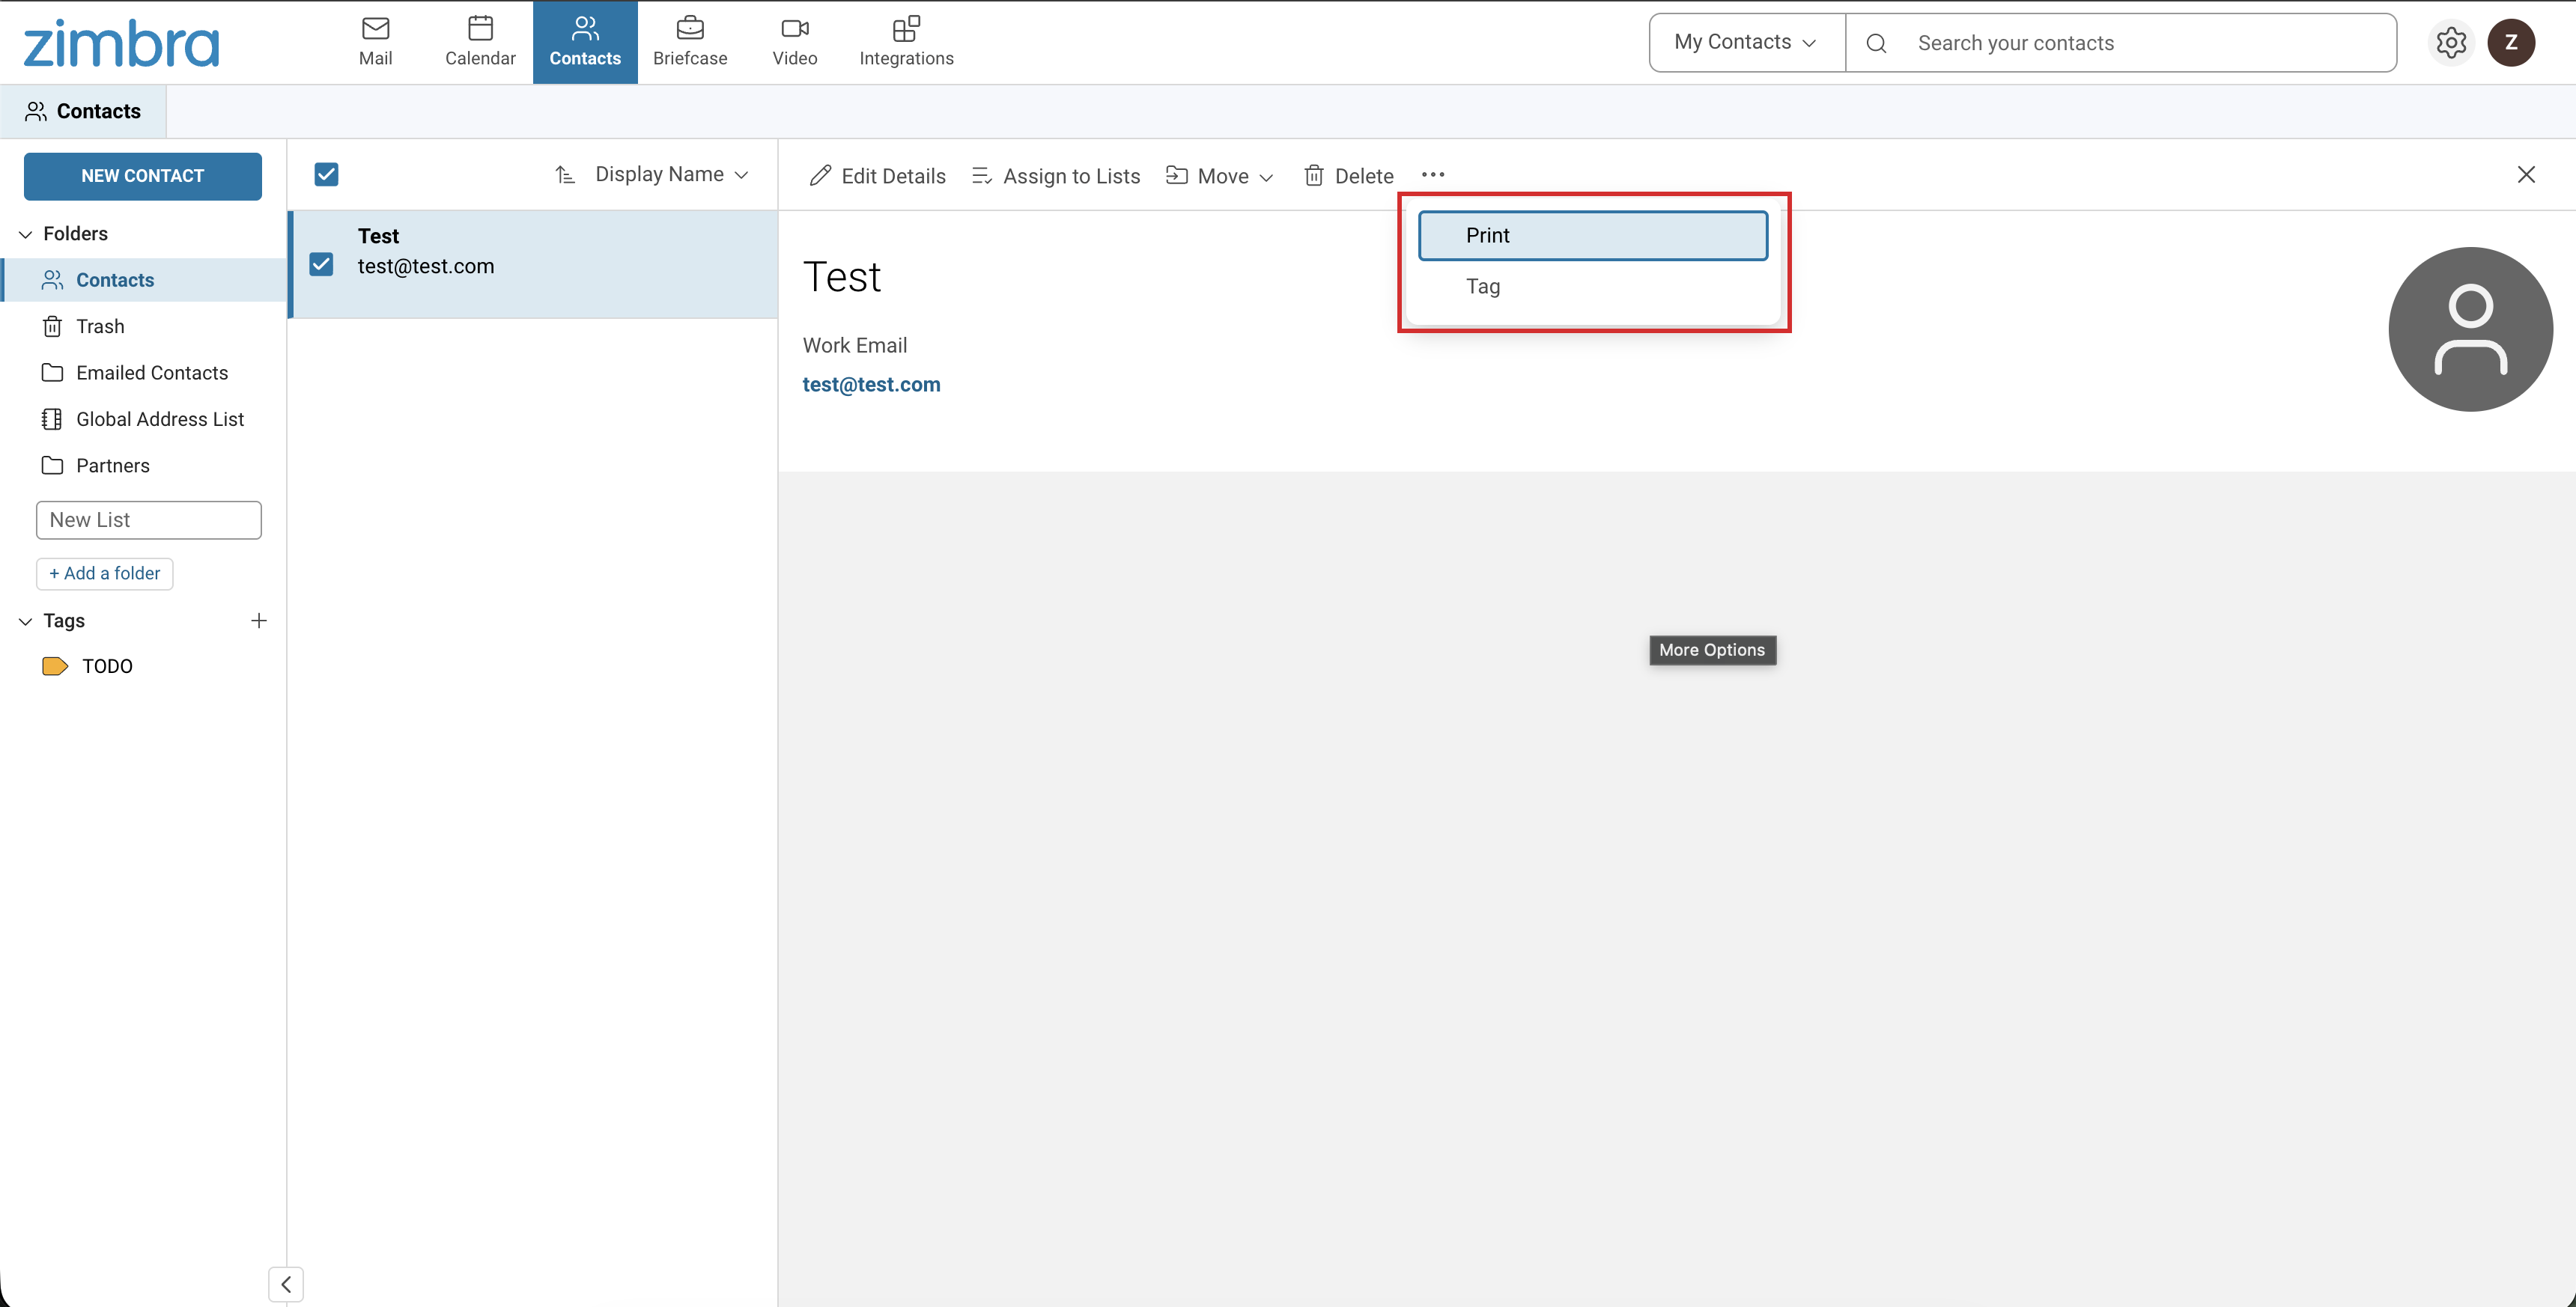 zimbra
Mail
Calendar
Contacts
Briefcase
Video
Integrations
My Contacts
Search your contacts
Z
Contacts
NEW CONTACT
Display Name
Edit Details
Assign to Lists
Move
Delete
Folders
Contacts
Trash
Emailed Contacts
Global Address List
Partners
New List
+ Add a folder
Tags
TODO
Test
test@test.com
Print
Tag
Test
Work Email
test@test.com
More Options